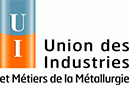 UI
Union des
Industries
et Métiers de la Métallurgie